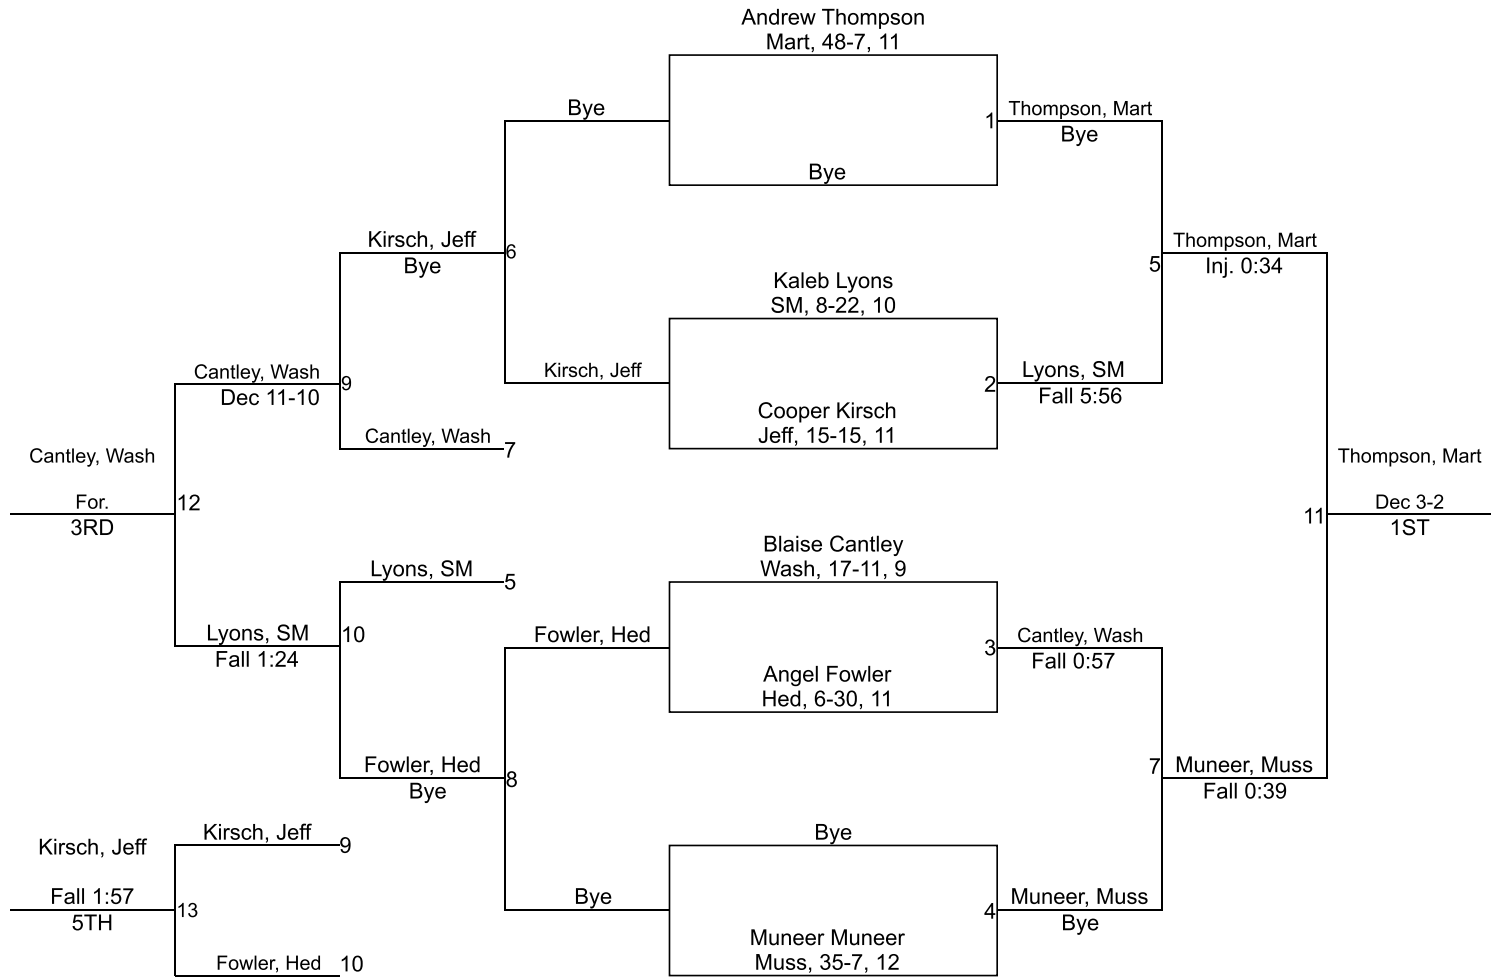 Andrew Thompson
Mart, 48-7, 11
Bye
1
Thompson, Mart
Bye
Bye
Kirsch, Jeff
Bye
6
Thompson, Mart
Inj. 0:34
5
Kaleb Lyons
SM, 8-22, 10
Cantley, Wash
Dec 11-10
9
Kirsch, Jeff
2
Lyons, SM
Fall 5:56
Cooper Kirsch
Jeff, 15-15, 11
Cantley, Wash
7
Cantley, Wash
For.
3RD
12
Thompson, Mart
Dec 3-2
1ST
11
Blaise Cantley
Wash, 17-11, 9
Lyons, SM
5
Lyons, SM
Fall 1:24
10
Fowler, Hed
3
Cantley, Wash
Fall 0:57
Angel Fowler
Hed, 6-30, 11
Fowler, Hed
Bye
8
7
Muneer, Muss
Fall 0:39
Kirsch, Jeff
Kirsch, Jeff
9
Bye
Fall 1:57
5TH
13
Bye
4
Muneer, Muss
Bye
Muneer Muneer
Muss, 35-7, 12
Fowler, Hed
10